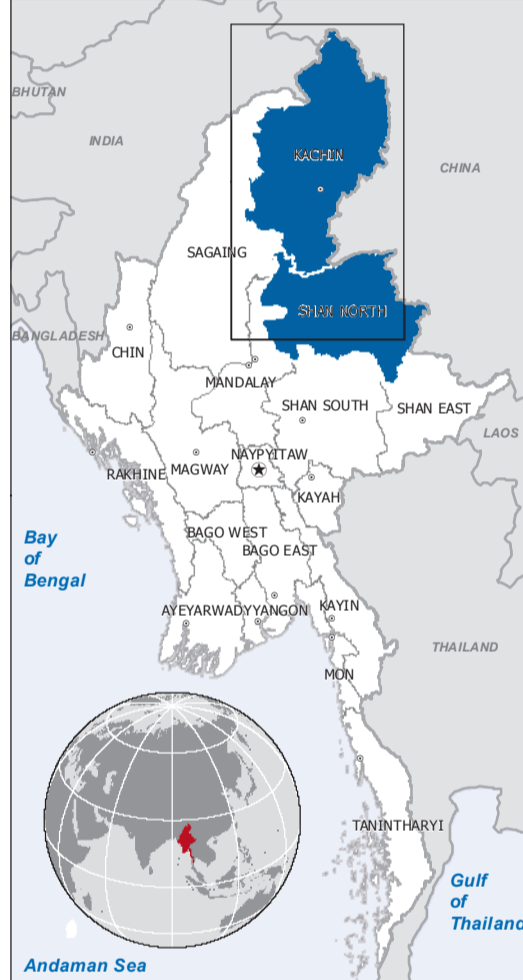 BHUTAN
INDIA
KACHIN
CHINA
SAGAING
SHAN NORTH
BANGLADESH
CHIN
MANDALAY
SHAN SOUTH
SHAN EAST
LAOS
NAYPYITAW
MAGWAY
RAKHINE
KAYAH
BAGO WEST
Bay
of
Bengal
BAGO EAST
AYEYARWADY
YANGON
KAYIN
THAILAND
MON
TANINTHARYI
Gulf
of
Thailand
Andaman Sea